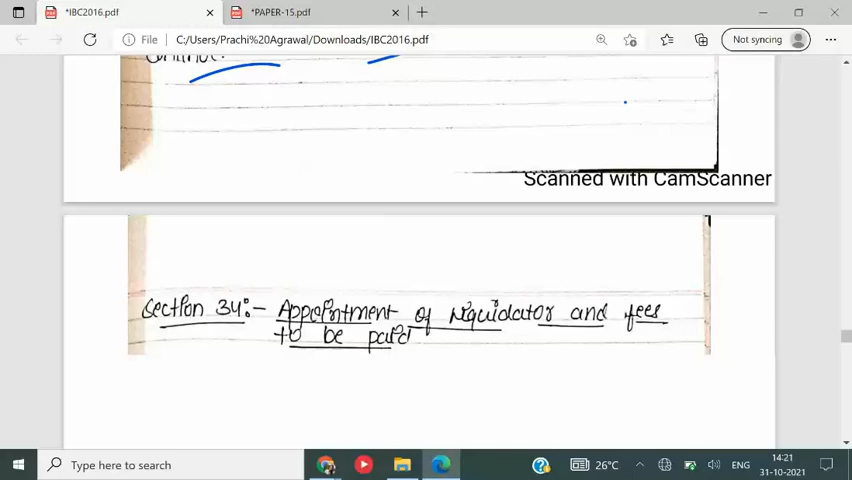 *IBC2016.pdf
*PAPER-15.pdf
File C:/Users/Prachi%20Agrawal/Downloads/IBC2016.pdf
Not syncing
Scanned with CamScanner
Section 34:- Appointment of liquidator and fees
to be paid
Type here to search
26°C
ENG
14:21
31-10-2021